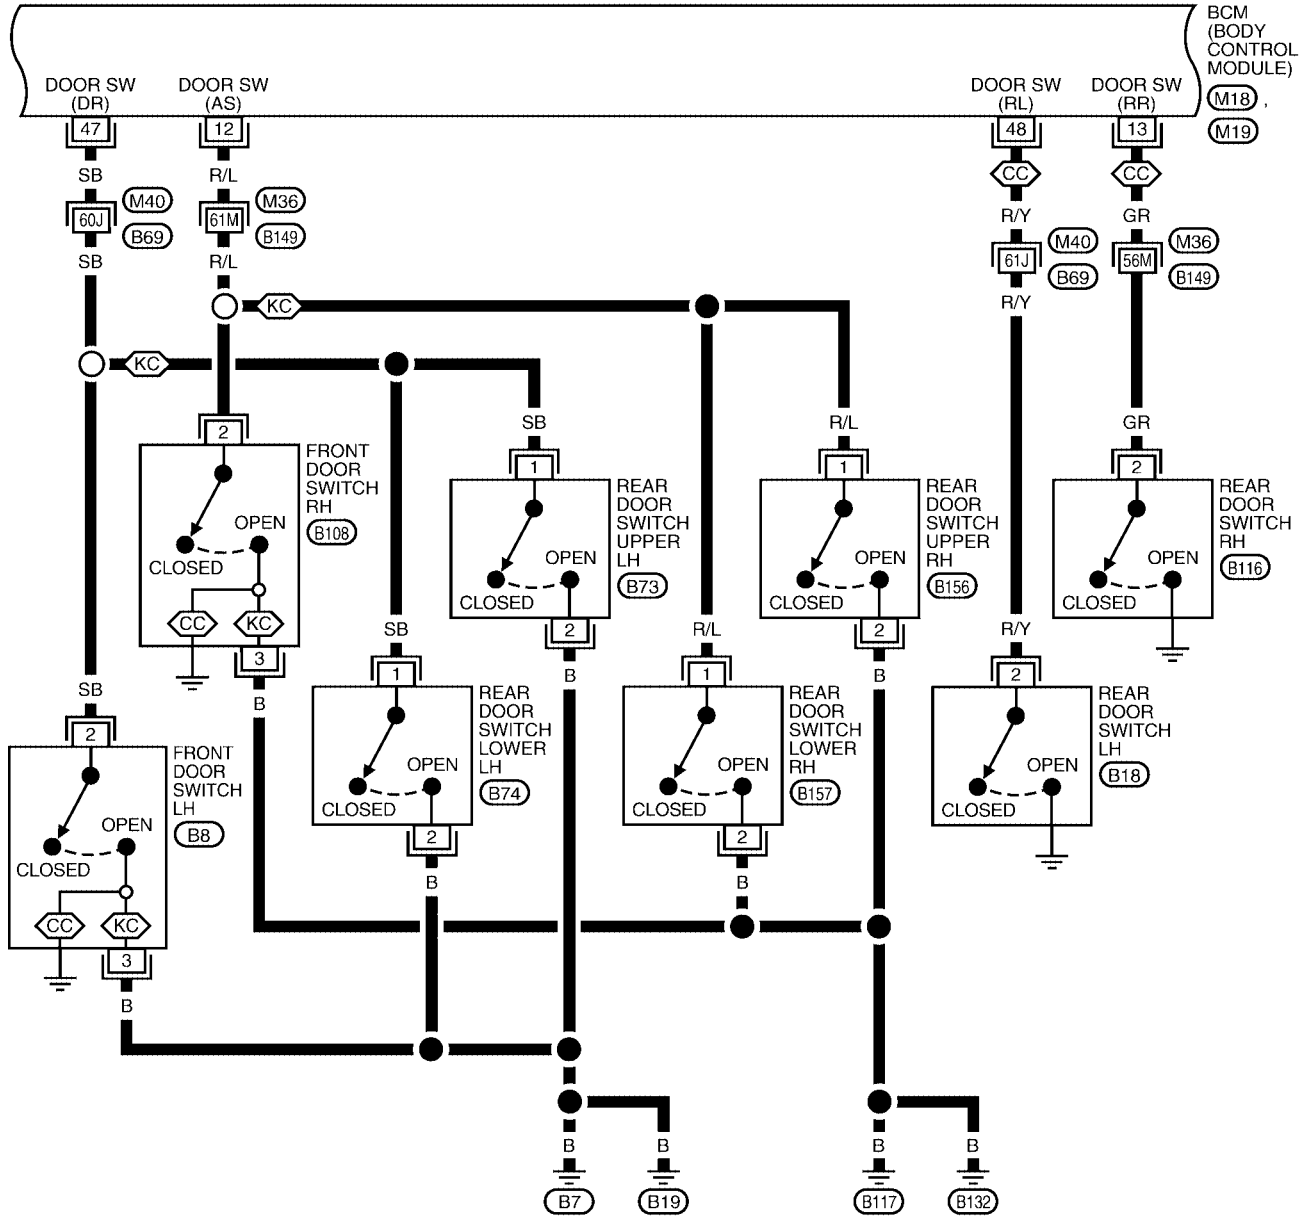 BCM
(BODY
CONTROL
MODULE)
M18 ,
M19
DOOR SW
(DR)
DOOR SW
(AS)
DOOR SW
(RL)
DOOR SW
(RR)
47
12
48
13
SB
R/L
CC
CC
M40
M36
60J
61M
B69
B149
R/Y
GR
M40
M36
61J
56M
B69
B149
SB
R/L
R/Y
KC
KC
SB
R/L
GR
2
FRONT
DOOR
SWITCH
RH
B108
OPEN
CLOSED
CC
KC
3
B
1
REAR
DOOR
SWITCH
UPPER
LH
B73
OPEN
CLOSED
2
B
1
REAR
DOOR
SWITCH
UPPER
RH
B156
OPEN
CLOSED
2
B
2
REAR
DOOR
SWITCH
RH
B116
OPEN
CLOSED
SB
R/L
R/Y
SB
2
FRONT
DOOR
SWITCH
LH
B8
OPEN
CLOSED
CC
KC
3
B
1
REAR
DOOR
SWITCH
LOWER
LH
B74
OPEN
CLOSED
2
B
1
REAR
DOOR
SWITCH
LOWER
RH
B157
OPEN
CLOSED
2
B
2
REAR
DOOR
SWITCH
LH
B18
OPEN
CLOSED
B
B
B
B
B7
B19
B117
B132